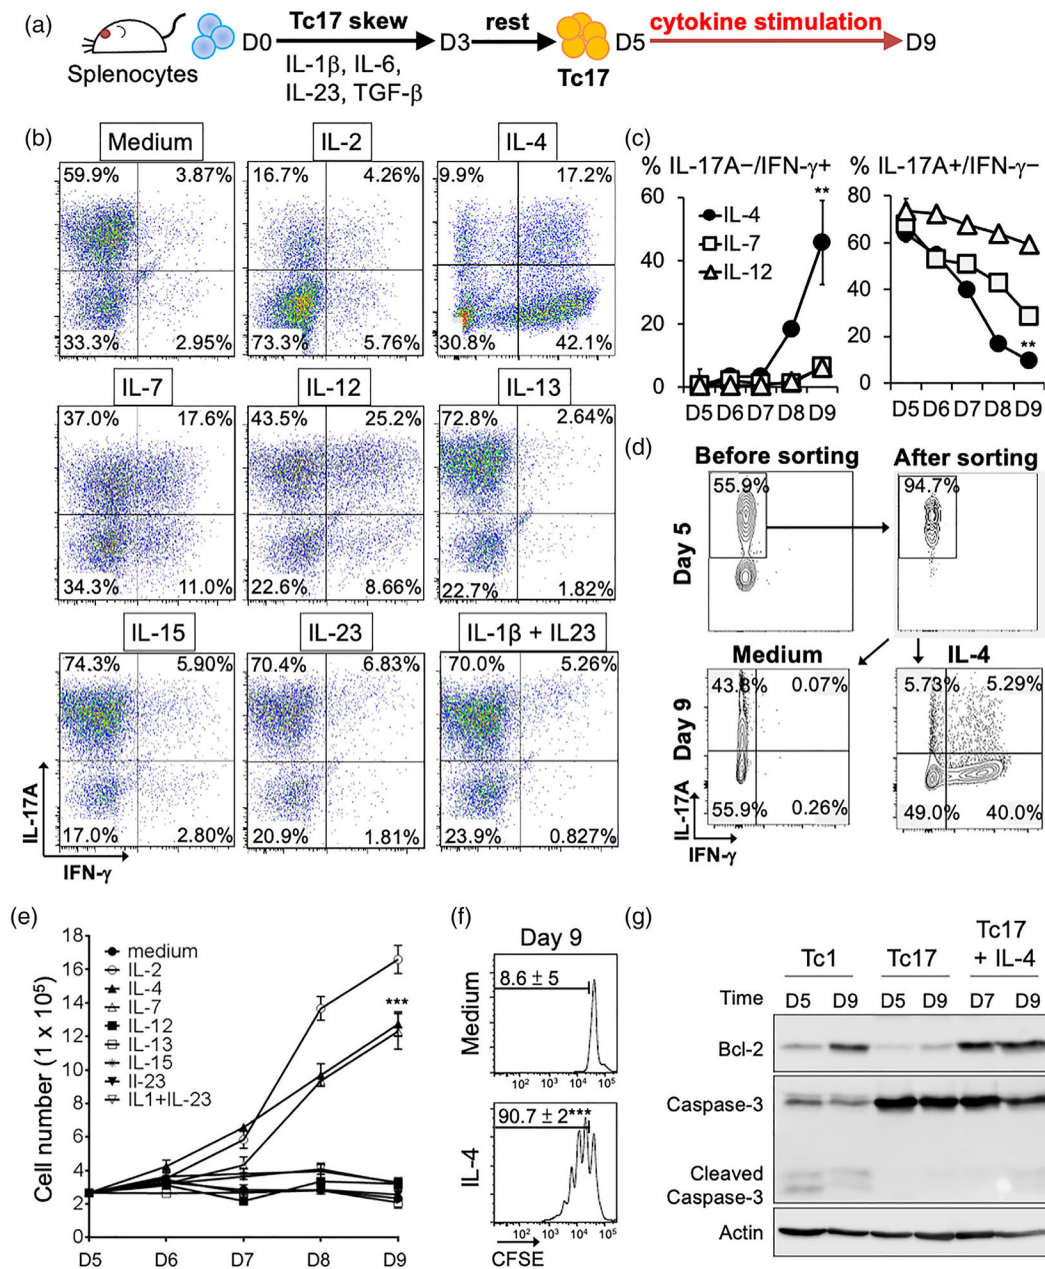 (a)
Splenocytes
D0
Tc17 skew
IL-1β, IL-6,
IL-23, TGF-β
D3
rest
Tc17
D5
cytokine stimulation
D9
(b)
Medium
59.9% 3.87%
33.3% 2.95%
IL-2
16.7% 4.26%
73.3% 5.76%
IL-4
9.9% 17.2%
30.8% 42.1%
IL-7
37.0% 17.6%
34.3% 11.0%
IL-12
43.5% 25.2%
22.6% 8.66%
IL-13
72.8% 2.64%
22.7% 1.82%
IL-15
74.3% 5.90%
17.0% 2.80%
IL-23
70.4% 6.83%
20.9% 1.81%
IL-1β + IL23
70.0% 5.26%
23.9% 0.827%
IL-17A
IFN-γ
(c)
% IL-17A−/IFN-γ+
60
40
20
0
**
IL-4
IL-7
IL-12
D5 D6 D7 D8 D9
% IL-17A+/IFN-γ−
80
60
40
20
0
**
D5 D6 D7 D8 D9
(d)
Before sorting
After sorting
Day 5
55.9%
94.7%
Medium
IL-4
Day 9
43.8% 0.07%
55.9% 0.26%
5.73% 5.29%
49.0% 40.0%
IL-17A
IFN-γ
(e)
Cell number (1 x 10⁵)
18
16
14
12
10
8
6
4
2
0
medium
IL-2
IL-4
IL-7
IL-12
IL-13
IL-15
Il-23
IL1+IL-23
***
D5 D6 D7 D8 D9
(f)
Day 9
Medium
8.6 ± 5
10² 10³ 10⁴ 10⁵
IL-4
90.7 ± 2***
10² 10³ 10⁴ 10⁵
CFSE
(g)
Tc1
Tc17
Tc17
+ IL-4
Time D5 D9 D5 D9 D7 D9
Bcl-2
Caspase-3
Cleaved
Caspase-3
Actin